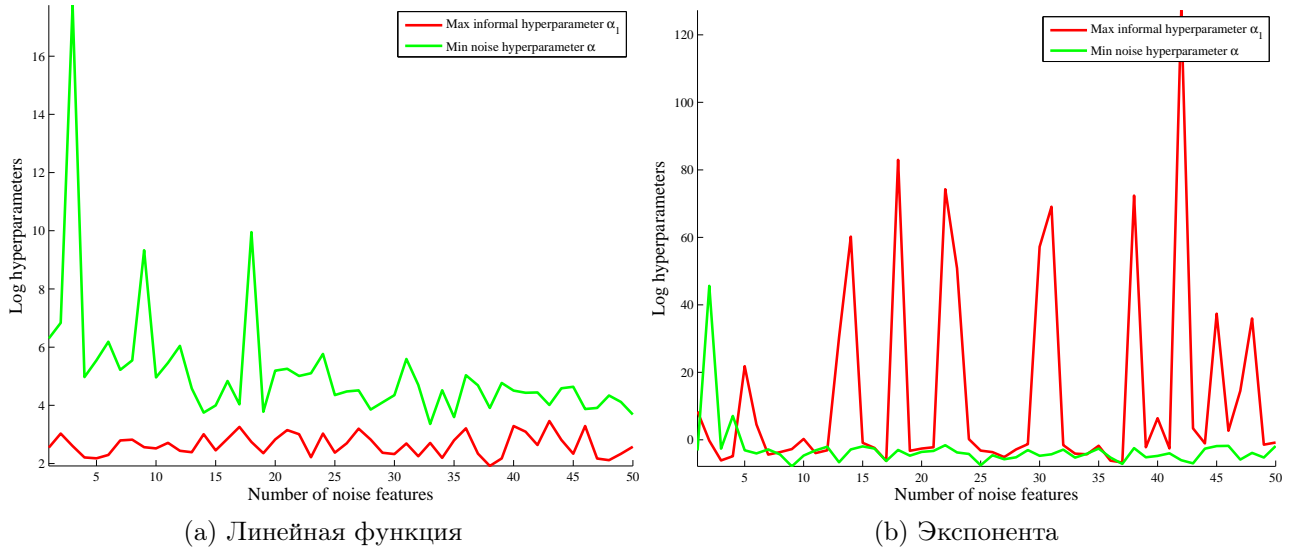 Max informal hyperparameter α1
Min noise hyperparameter α
Log hyperparameters
16
14
12
10
8
6
4
2
5 10 15 20 25 30 35 40 45 50
Number of noise features
(a) Линейная функция
Max informal hyperparameter α1
Min noise hyperparameter α
Log hyperparameters
120
100
80
60
40
20
0
5 10 15 20 25 30 35 40 45 50
Number of noise features
(b) Экспонента